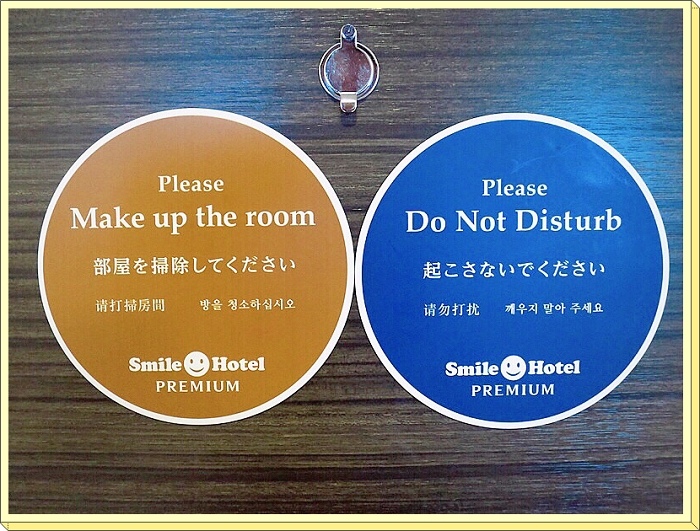 Please
Make up the room
部屋を掃除してください
请打掃房間 방을 청소하십시오
Smile Hotel
PREMIUM
Please
Do Not Disturb
起こさないでください
请勿打扰 깨우지 말아 주세요
Smile Hotel
PREMIUM